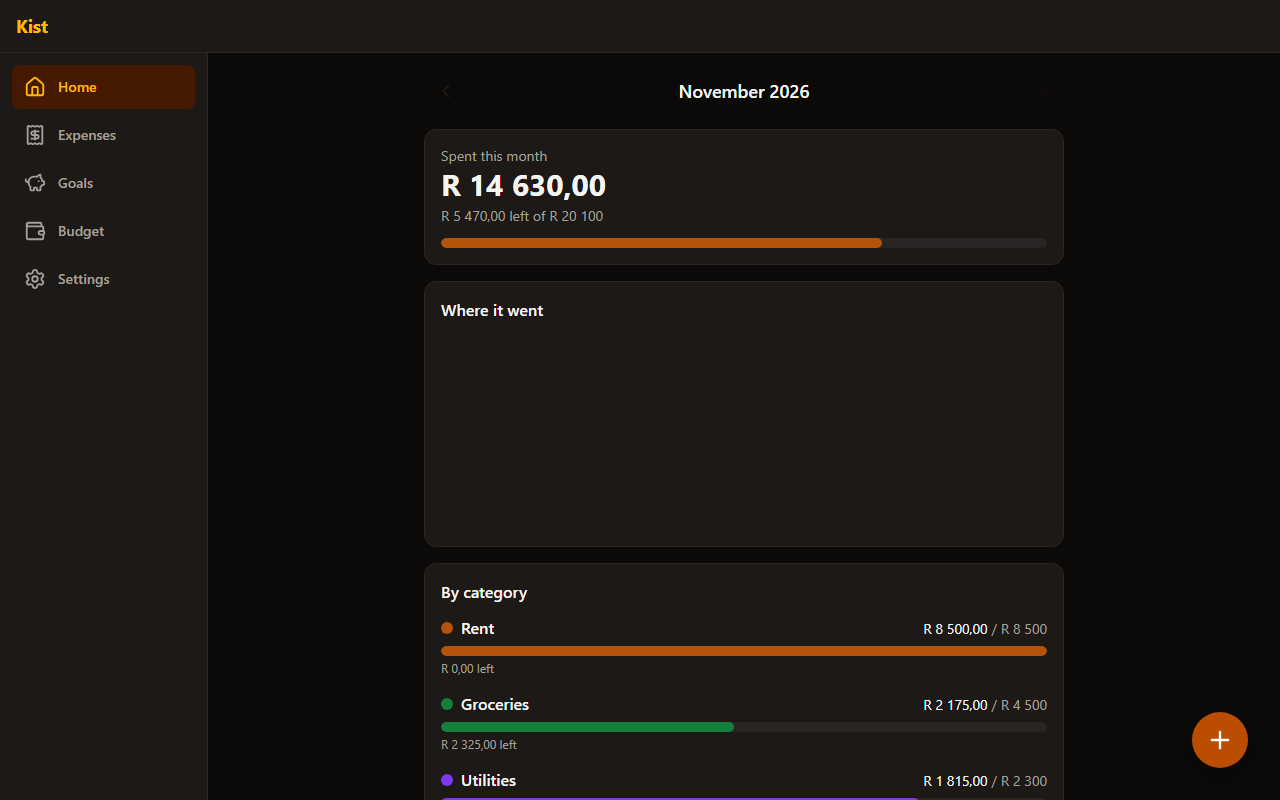 Kist
Home
Expenses
Goals
Budget
Settings
November 2026
Spent this month
R 14 630,00
R 5 470,00 left of R 20 100
Where it went
By category
Rent R 8 500,00 / R 8 500
R 0,00 left
Groceries R 2 175,00 / R 4 500
R 2 325,00 left
Utilities R 1 815,00 / R 2 300